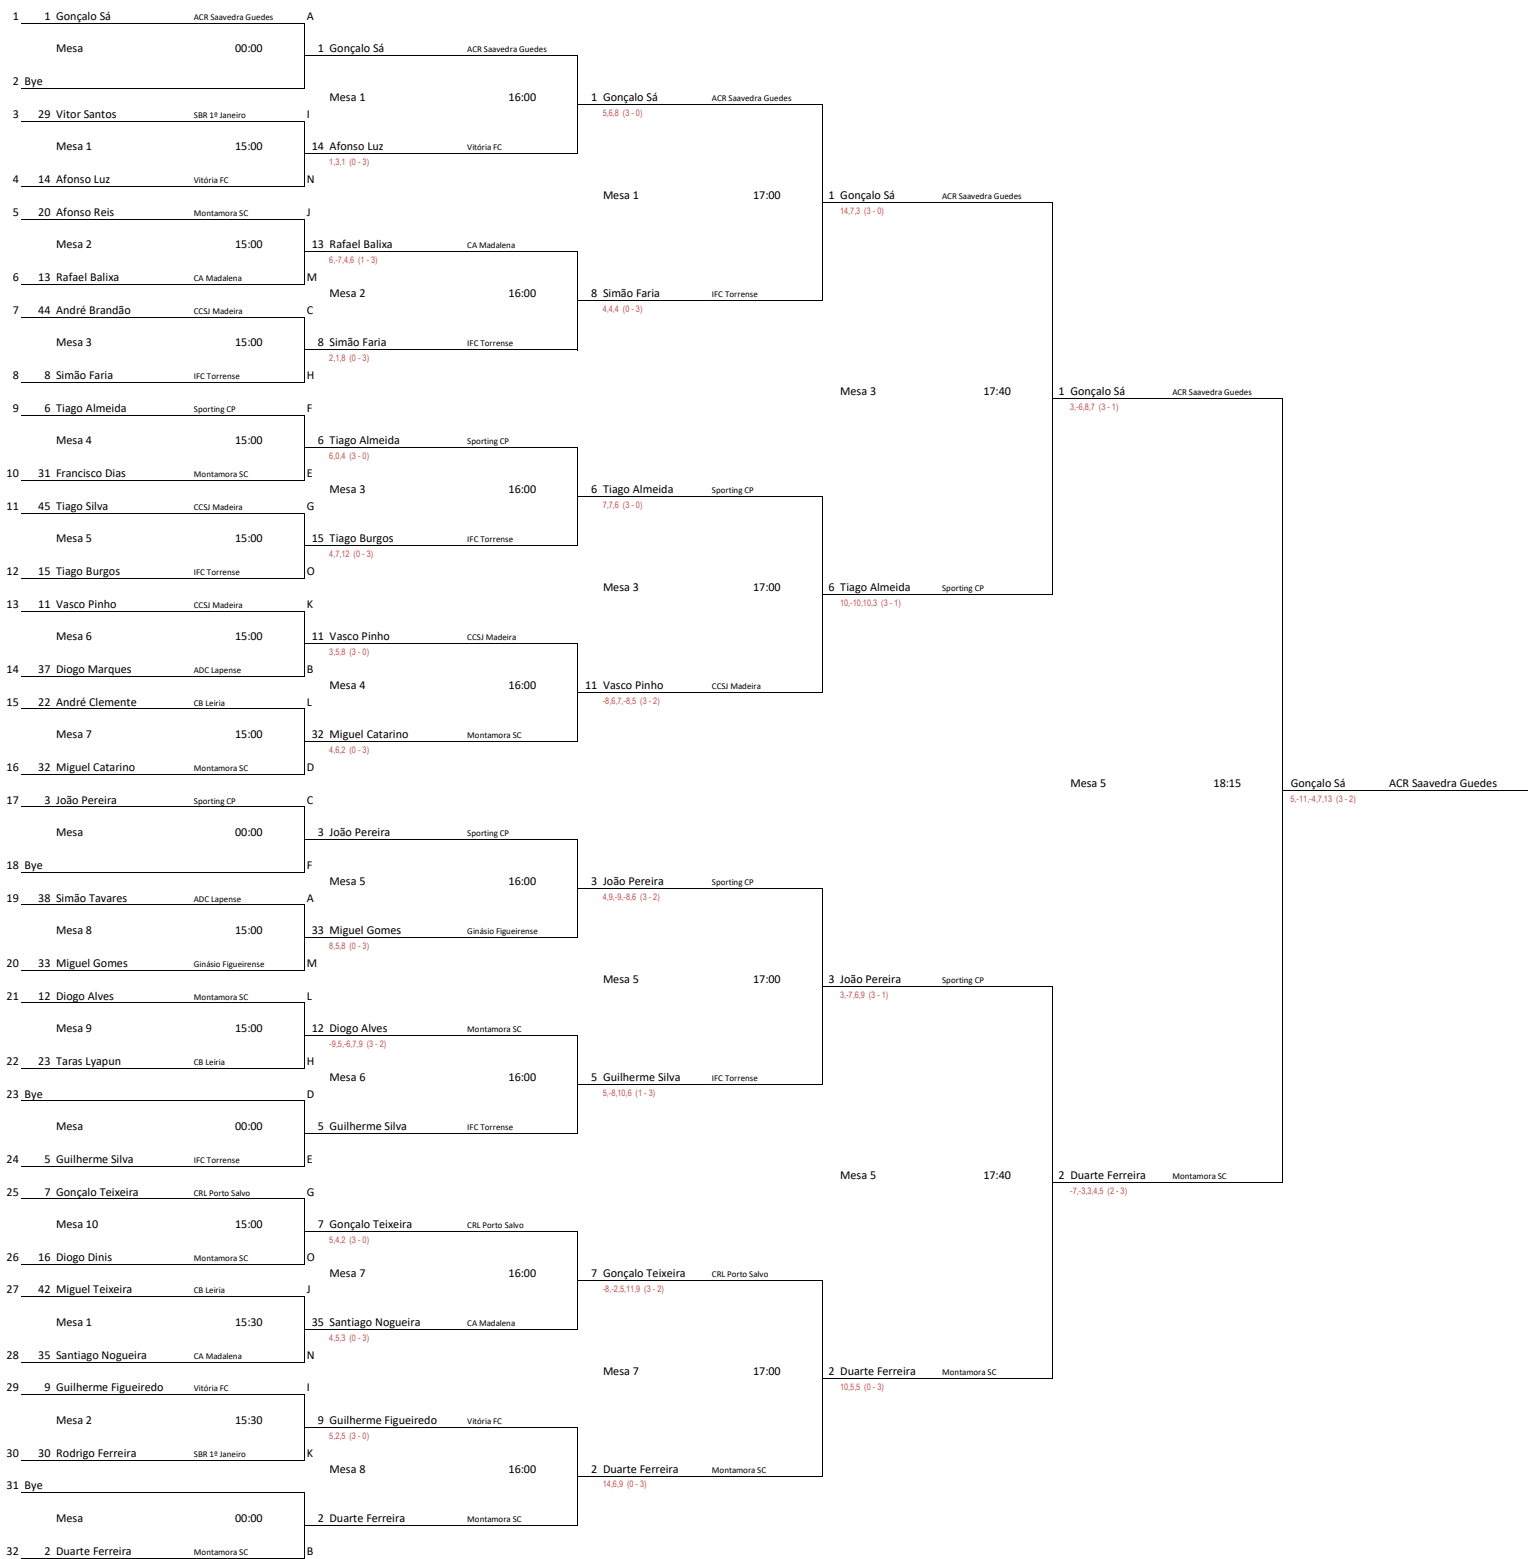 1 1 Gonçalo Sá ACR Saavedra Guedes A
Mesa 00:00 1 Gonçalo Sá ACR Saavedra Guedes
2 Bye
Mesa 1 16:00 1 Gonçalo Sá ACR Saavedra Guedes
3 29 Vitor Santos SBR 1º Janeiro I 5,6,8 (3 - 0)
Mesa 1 15:00 14 Afonso Luz Vitória FC
1,3,1 (0 - 3)
4 14 Afonso Luz Vitória FC N
Mesa 1 17:00 1 Gonçalo Sá ACR Saavedra Guedes
5 20 Afonso Reis Montamora SC J 14,7,3 (3 - 0)
Mesa 2 15:00 13 Rafael Balixa CA Madalena
6,-7,4,6 (1 - 3)
6 13 Rafael Balixa CA Madalena M
Mesa 2 16:00 8 Simão Faria IFC Torrense
7 44 André Brandão CCSJ Madeira C 4,4,4 (0 - 3)
Mesa 3 15:00 8 Simão Faria IFC Torrense
2,1,8 (0 - 3)
8 8 Simão Faria IFC Torrense H
Mesa 3 17:40 1 Gonçalo Sá ACR Saavedra Guedes
9 6 Tiago Almeida Sporting CP F 3,-6,8,7 (3 - 1)
Mesa 4 15:00 6 Tiago Almeida Sporting CP
6,0,4 (3 - 0)
10 31 Francisco Dias Montamora SC E
Mesa 3 16:00 6 Tiago Almeida Sporting CP
11 45 Tiago Silva CCSJ Madeira G 7,7,6 (3 - 0)
Mesa 5 15:00 15 Tiago Burgos IFC Torrense
4,7,12 (0 - 3)
12 15 Tiago Burgos IFC Torrense O
Mesa 3 17:00 6 Tiago Almeida Sporting CP
13 11 Vasco Pinho CCSJ Madeira K 10,-10,10,3 (3 - 1)
Mesa 6 15:00 11 Vasco Pinho CCSJ Madeira
3,5,8 (3 - 0)
14 37 Diogo Marques ADC Lapense B
Mesa 4 16:00 11 Vasco Pinho CCSJ Madeira
15 22 André Clemente CB Leiria L -8,6,7,-8,5 (3 - 2)
Mesa 7 15:00 32 Miguel Catarino Montamora SC
4,6,2 (0 - 3)
16 32 Miguel Catarino Montamora SC D
Mesa 5 18:15 Gonçalo Sá ACR Saavedra Guedes
17 3 João Pereira Sporting CP C 5,-11,-4,7,13 (3 - 2)
Mesa 00:00 3 João Pereira Sporting CP
18 Bye F
Mesa 5 16:00 3 João Pereira Sporting CP
19 38 Simão Tavares ADC Lapense A 4,9,-9,-8,6 (3 - 2)
Mesa 8 15:00 33 Miguel Gomes Ginásio Figueirense
8,5,8 (0 - 3)
20 33 Miguel Gomes Ginásio Figueirense M
Mesa 5 17:00 3 João Pereira Sporting CP
21 12 Diogo Alves Montamora SC L 3,-7,6,9 (3 - 1)
Mesa 9 15:00 12 Diogo Alves Montamora SC
-9,5,-6,7,9 (3 - 2)
22 23 Taras Lyapun CB Leiria H
Mesa 6 16:00 5 Guilherme Silva IFC Torrense
23 Bye D 5,-8,10,6 (1 - 3)
Mesa 00:00 5 Guilherme Silva IFC Torrense
24 5 Guilherme Silva IFC Torrense E
Mesa 5 17:40 2 Duarte Ferreira Montamora SC
25 7 Gonçalo Teixeira CRL Porto Salvo G -7,-3,3,4,5 (2 - 3)
Mesa 10 15:00 7 Gonçalo Teixeira CRL Porto Salvo
5,4,2 (3 - 0)
26 16 Diogo Dinis Montamora SC O
Mesa 7 16:00 7 Gonçalo Teixeira CRL Porto Salvo
27 42 Miguel Teixeira CB Leiria J -8,-2,5,11,9 (3 - 2)
Mesa 1 15:30 35 Santiago Nogueira CA Madalena
4,5,3 (0 - 3)
28 35 Santiago Nogueira CA Madalena N
Mesa 7 17:00 2 Duarte Ferreira Montamora SC
29 9 Guilherme Figueiredo Vitória FC I 10,5,5 (0 - 3)
Mesa 2 15:30 9 Guilherme Figueiredo Vitória FC
5,2,5 (3 - 0)
30 30 Rodrigo Ferreira SBR 1º Janeiro K
Mesa 8 16:00 2 Duarte Ferreira Montamora SC
31 Bye 14,6,9 (0 - 3)
Mesa 00:00 2 Duarte Ferreira Montamora SC
32 2 Duarte Ferreira Montamora SC B